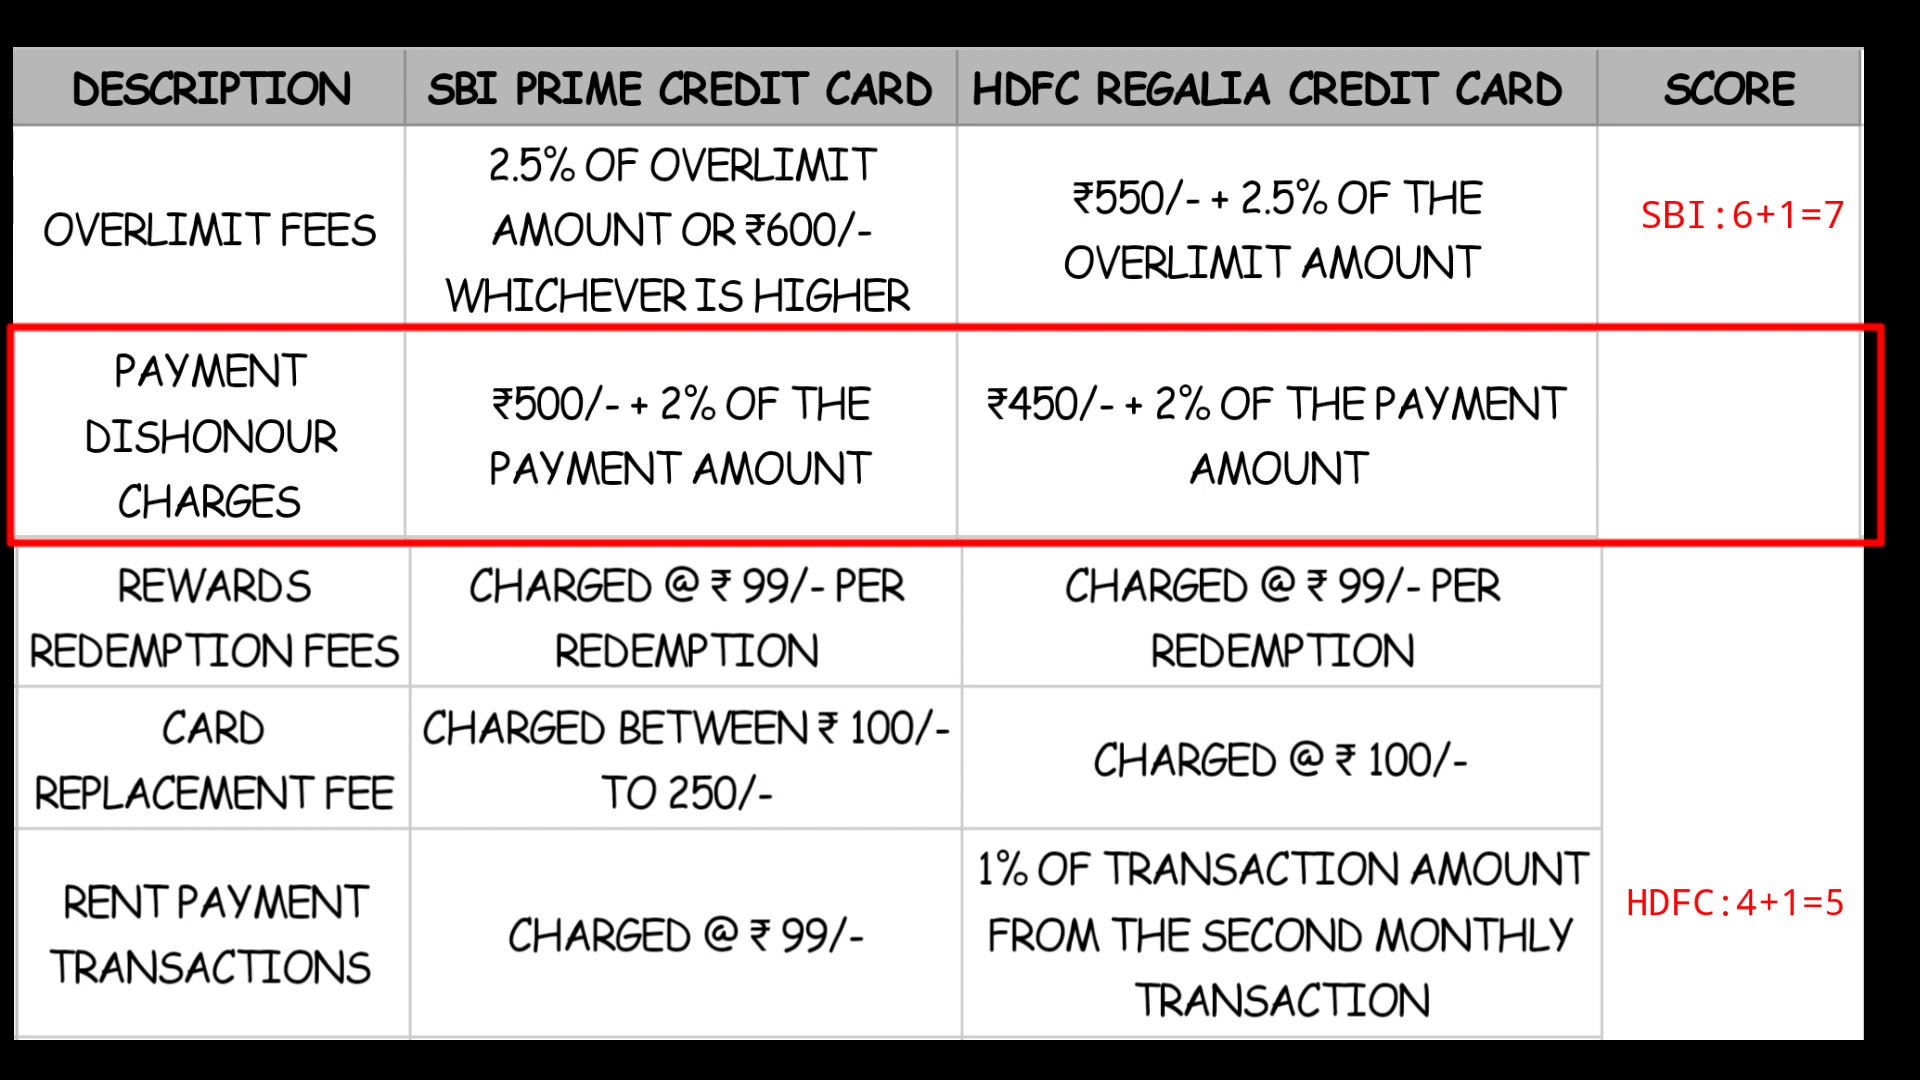 DESCRIPTION SBI PRIME CREDIT CARD HDFC REGALIA CREDIT CARD SCORE
OVERLIMIT FEES
2.5% OF OVERLIMIT
AMOUNT OR ₹600/-
WHICHEVER IS HIGHER
₹550/- + 2.5% OF THE
OVERLIMIT AMOUNT
SBI:6+1=7
PAYMENT
DISHONOUR
CHARGES
₹500/- + 2% OF THE
PAYMENT AMOUNT
₹450/- + 2% OF THE PAYMENT
AMOUNT
REWARDS
REDEMPTION FEES
CHARGED @ ₹ 99/- PER
REDEMPTION
CHARGED @ ₹ 99/- PER
REDEMPTION
CARD
REPLACEMENT FEE
CHARGED BETWEEN ₹ 100/-
TO 250/-
CHARGED @ ₹ 100/-
RENT PAYMENT
TRANSACTIONS
CHARGED @ ₹ 99/-
1% OF TRANSACTION AMOUNT
FROM THE SECOND MONTHLY
TRANSACTION
HDFC:4+1=5